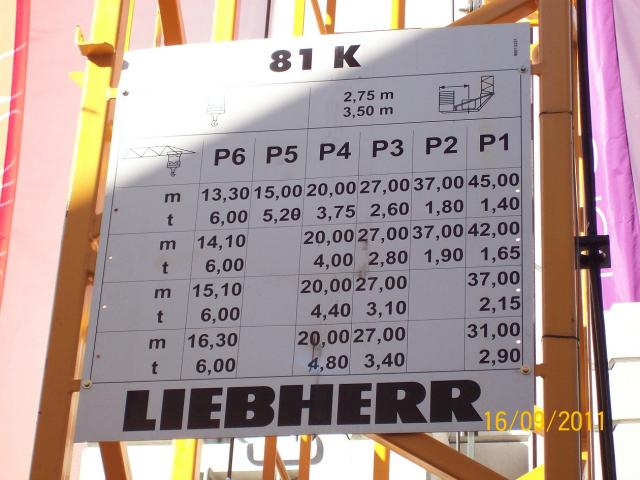 81 K
2,75 m
3,50 m
P6 P5 P4 P3 P2 P1
m 13,30 15,00 20,00 27,00 37,00 45,00
t 6,00 5,20 3,75 2,60 1,80 1,40
m 14,10 20,00 27,00 37,00 42,00
t 6,00 4,00 2,80 1,90 1,65
m 15,10 20,00 27,00 37,00
t 6,00 4,40 3,10 2,15
m 16,30 20,00 27,00 31,00
t 6,00 4,80 3,40 2,90
LIEBHERR
16/09/2011